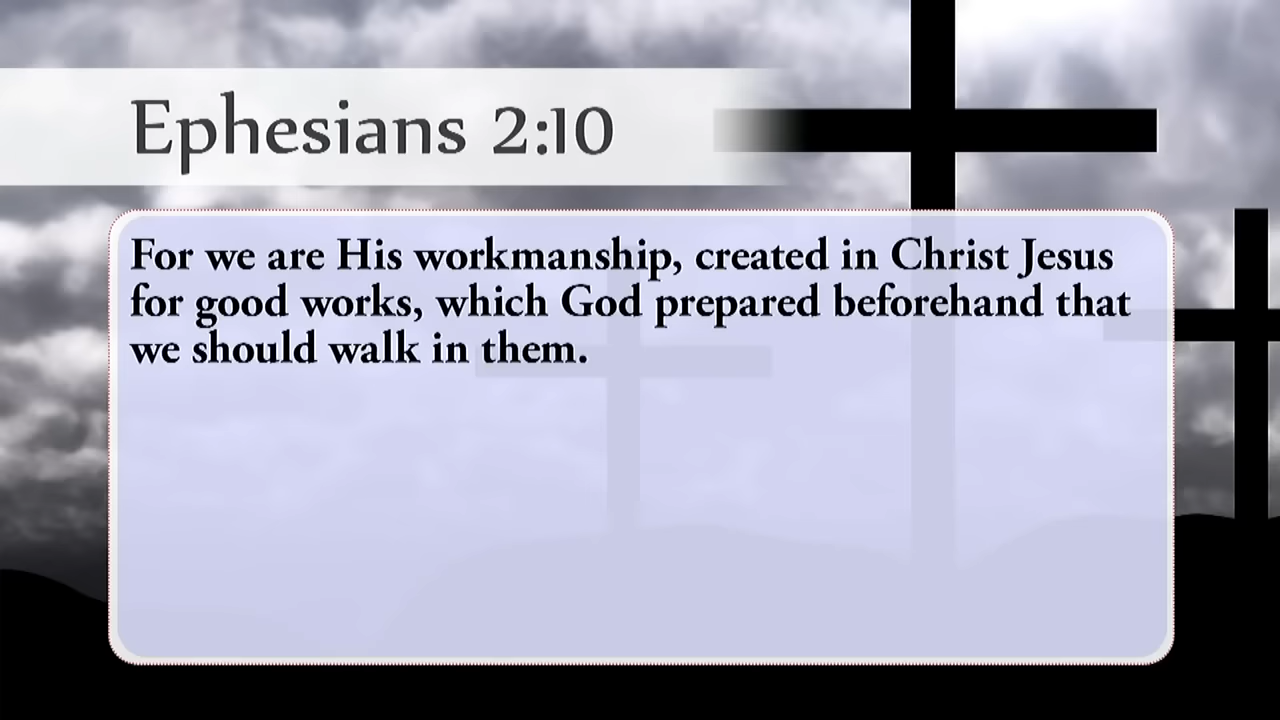 Ephesians 2:10
For we are His workmanship, created in Christ Jesus
for good works, which God prepared beforehand that
we should walk in them.